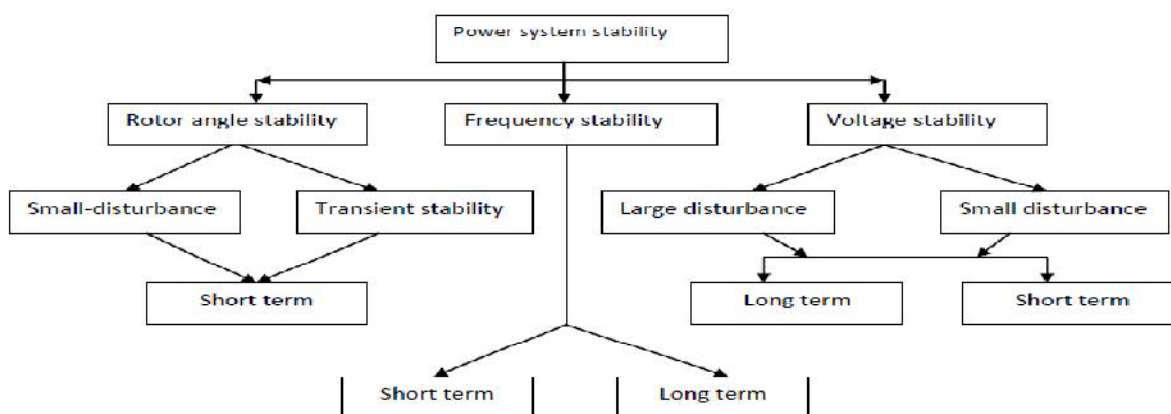 Power system stability
Rotor angle stability
Frequency stability
Voltage stability
Small-disturbance
Transient stability
Large disturbance
Small disturbance
Short term
Long term
Short term
Short term
Long term